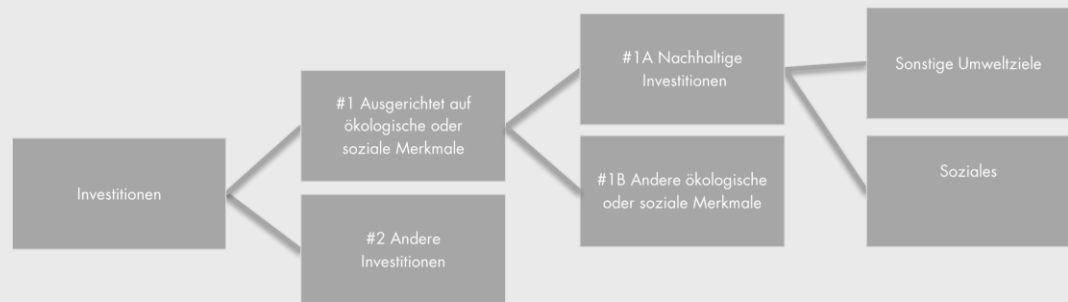 Investitionen
#1 Ausgerichtet auf
ökologische oder
soziale Merkmale
#2 Andere
Investitionen
#1A Nachhaltige
Investitionen
#1B Andere ökologische
oder soziale Merkmale
Sonstige Umweltziele
Soziales